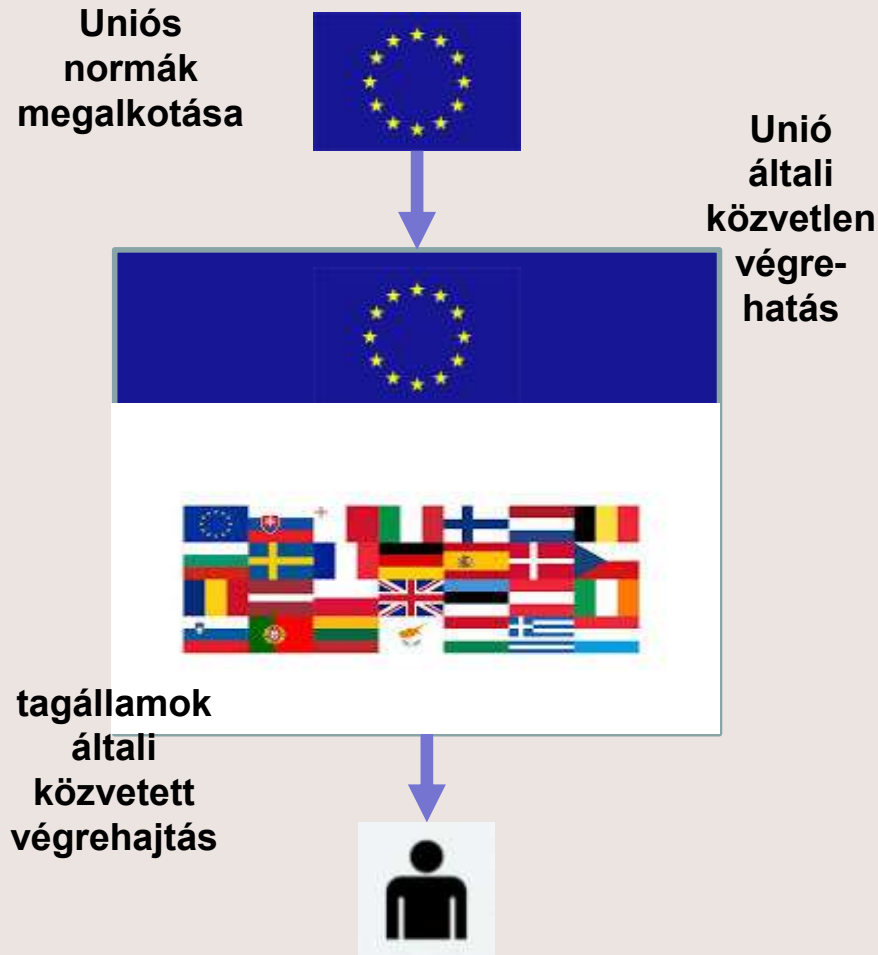 Uniós
normák
megalkotása
Unió
általi
közvetlen
végre-
hatás
tagállamok
általi
közvetett
végrehajtás